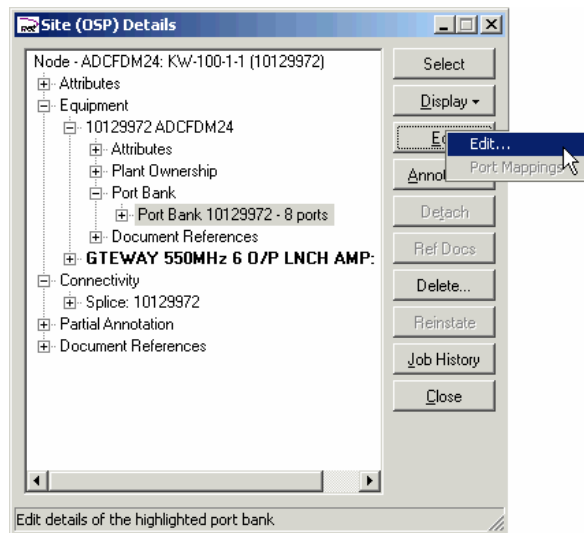 Site (OSP) Details
Node - ADCFDM24: KW-100-1-1 (10129972)
Attributes
Equipment
10129972 ADCFDM24
Attributes
Plant Ownership
Port Bank
Port Bank 10129972 - 8 ports
Document References
GTEWAY 550MHz 6 O/P LNCH AMP:
Connectivity
Splice: 10129972
Partial Annotation
Document References
Select
Display
Edit...
Port Mappings
Detach
Ref Docs
Delete...
Reinstate
Job History
Close
Edit details of the highlighted port bank